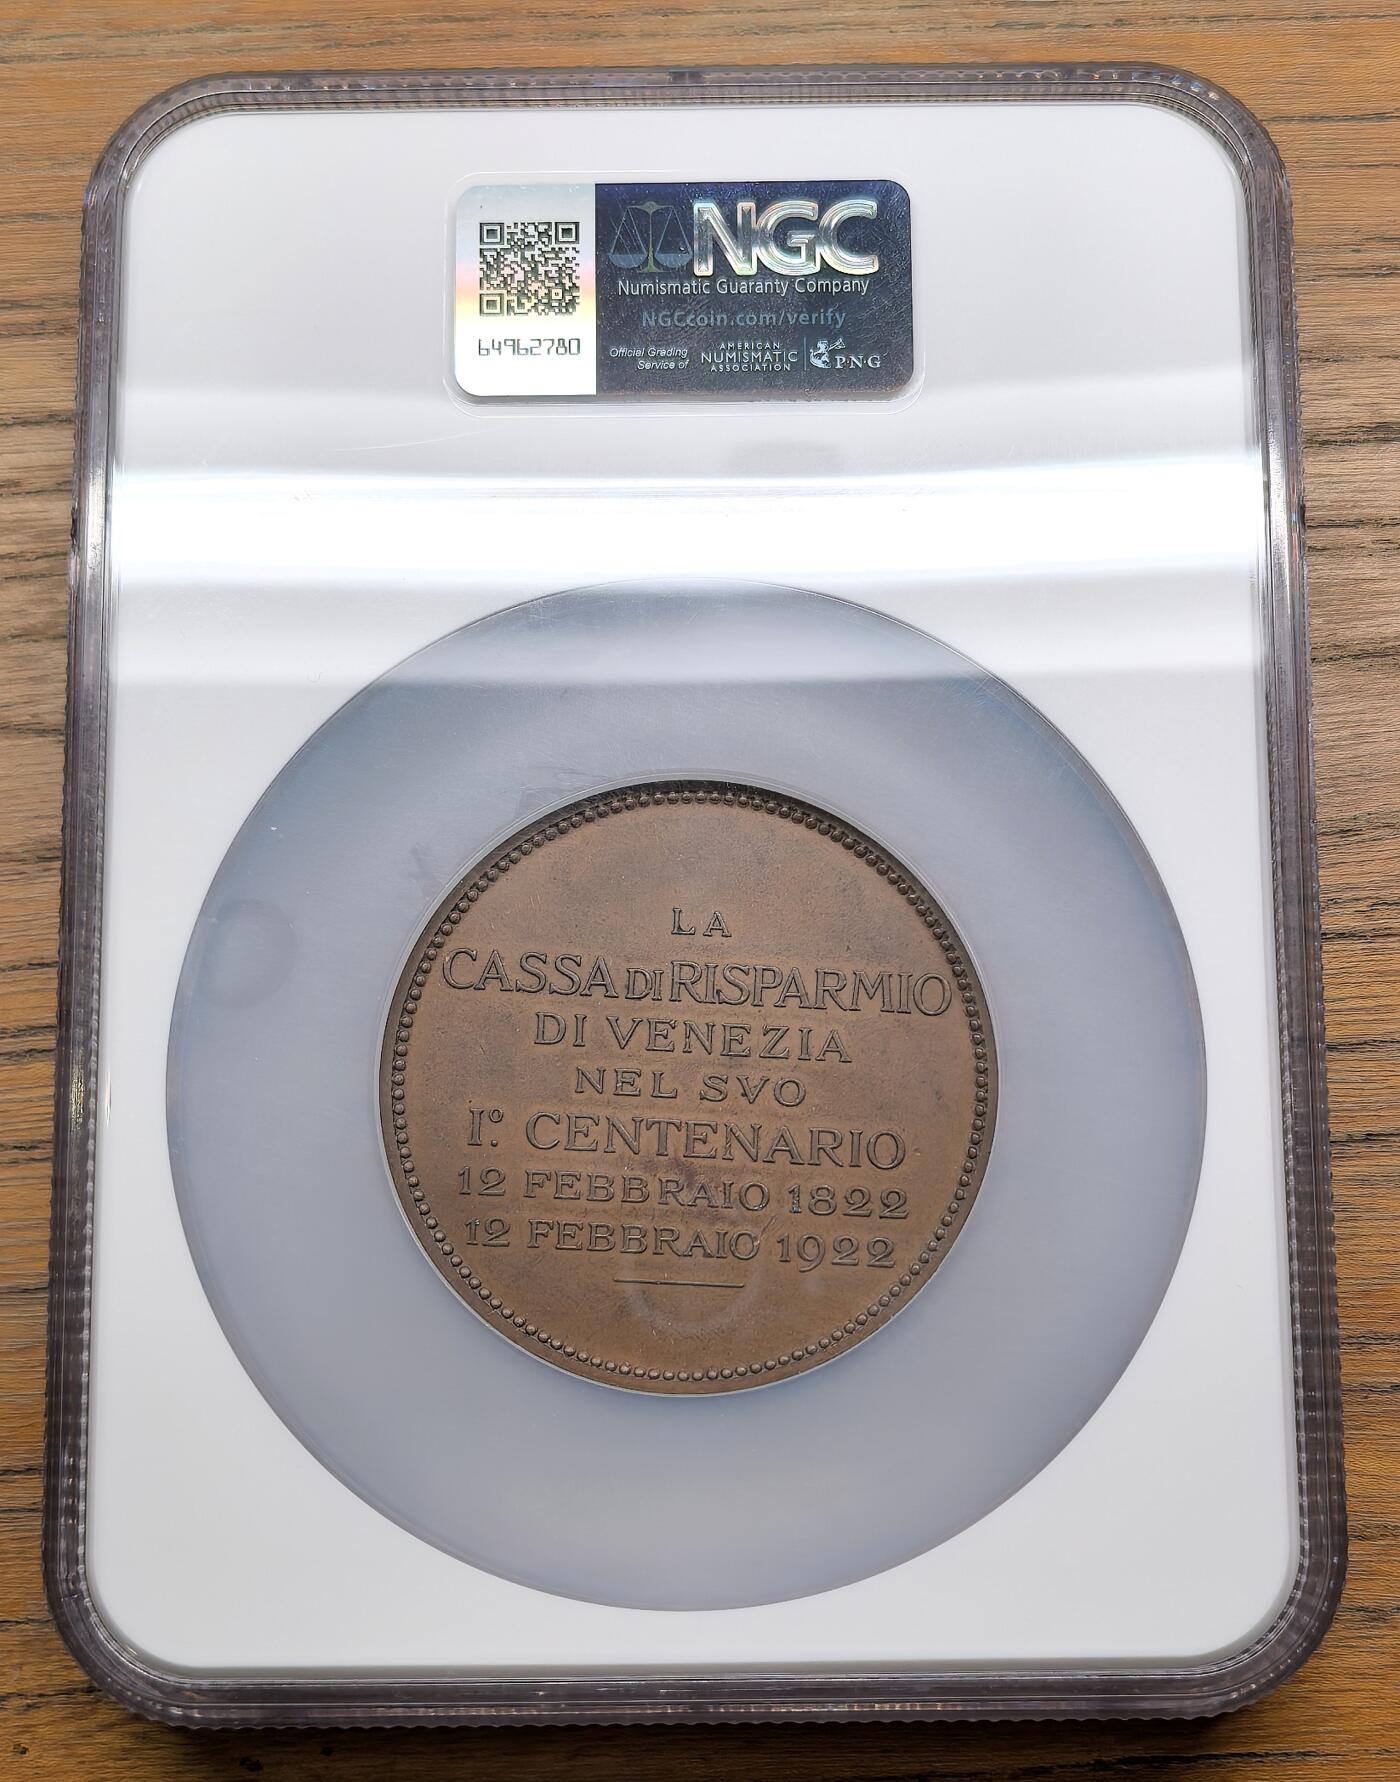 NGC
Numismatic Guaranty Company
NGCcoin.com/verify
64962780
Official Grading Service of
AMERICAN NUMISMATIC ASSOCIATION
P·N·G
LA
CASSA DI RISPARMIO
DI VENEZIA
NEL SVO
Iº. CENTENARIO
12 FEBBRAIO 1822
12 FEBBRAIO 1922